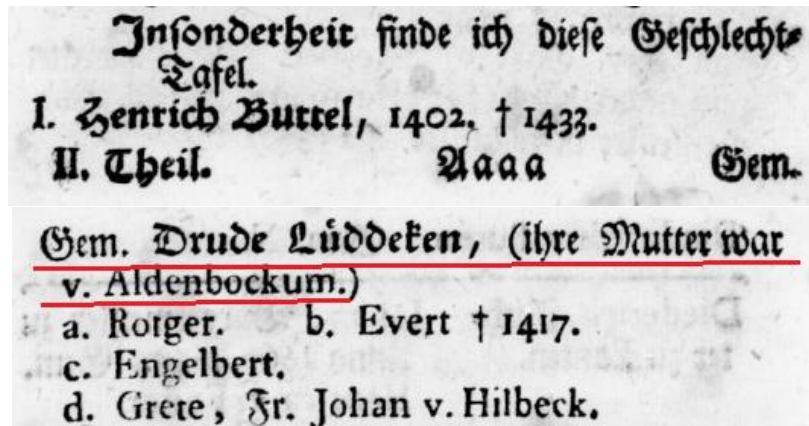 Insonderheit finde ich diese Geschlecht-
Tafel.
I. Henrich Buttel, 1402. † 1433.
II. Theil. Aaaa Gem.
Gem. Drude Lüddeken, (ihre Mutter war
v. Aldenbockum.)
a. Rotger. b. Evert † 1417.
c. Engelbert.
d. Grete, Fr. Johan v. Hilbeck.